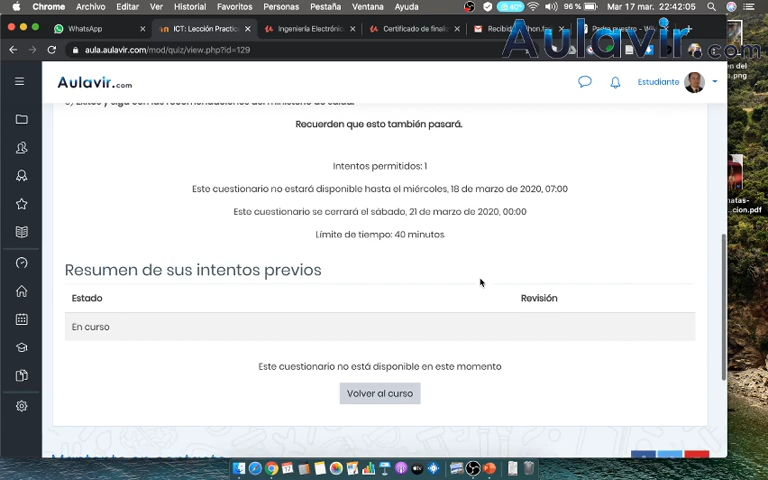 Chrome Archivo Editar Ver Historial Favoritos Personas Pestaña Ventana Ayuda 96 % Mar 17 mar. 22:42:05
WhatsApp ICT: Lección Practic Ingeniería Electrónic Certificado de finali
aula.aulavir.com/mod/quiz/view.php?id=129
Aulavir.com
Aulavir.com
Estudiante
Recuerden que esto también pasará.
Intentos permitidos: 1
Este cuestionario no estará disponible hasta el miércoles, 18 de marzo de 2020, 07:00
Este cuestionario se cerrará el sábado, 21 de marzo de 2020, 00:00
Límite de tiempo: 40 minutos
Resumen de sus intentos previos
Estado Revisión
En curso
Este cuestionario no está disponible en este momento
Volver al curso